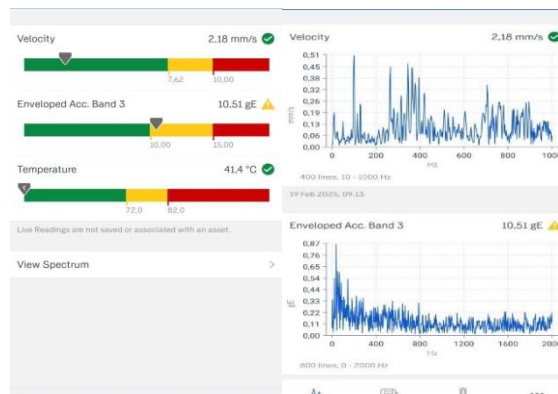 Velocity 2,18 mm/s
7,62 10,00
Enveloped Acc. Band 3 10,51 gE
10,00 15,00
Temperature 41,4 °C
72,0 82,0
Live Readings are not saved or associated with an asset.
View Spectrum
Velocity 2,18 mm/s
0,51
0,45
0,38
0,32
0,26
0,19
0,13
0,06
0,00
mm/s
0 200 400 600 800 1000
Hz
400 lines, 10 - 1000 Hz
19 Feb 2025, 09.13
Enveloped Acc. Band 3 10,51 gE
0,87
0,76
0,65
0,54
0,44
0,33
0,22
0,11
0,00
gE
0 400 800 1200 1600 2000
Hz
800 lines, 0 - 2000 Hz